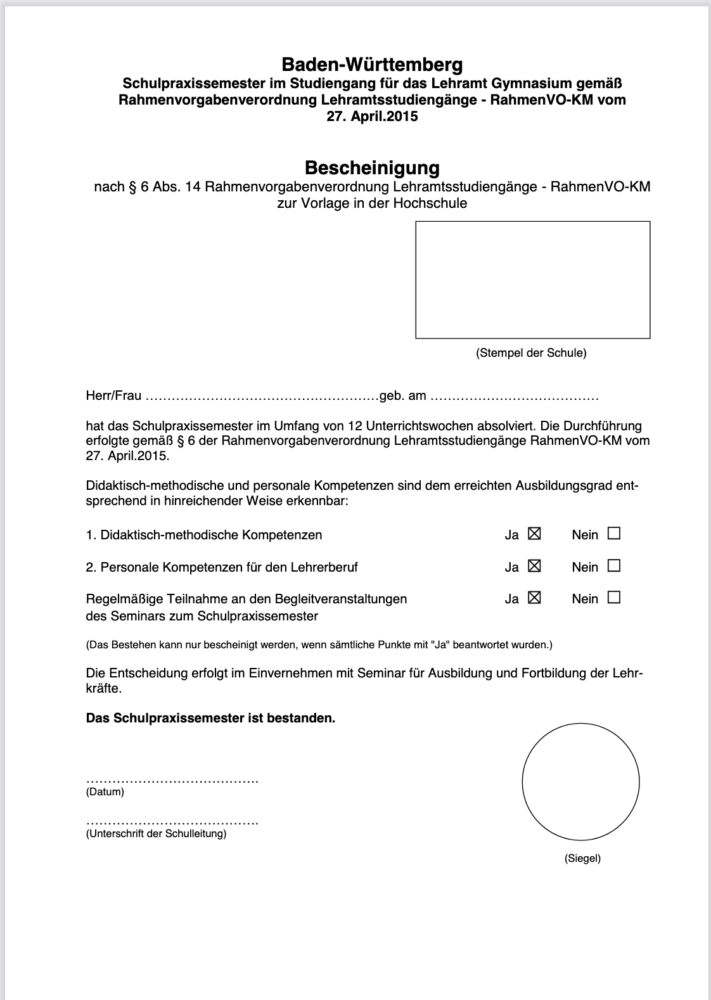 Baden-Württemberg
Schulpraxissemester im Studiengang für das Lehramt Gymnasium gemäß
Rahmenvorgabenverordnung Lehramtsstudiengänge - RahmenVO-KM vom
27. April.2015
Bescheinigung
nach § 6 Abs. 14 Rahmenvorgabenverordnung Lehramtsstudiengänge - RahmenVO-KM
zur Vorlage in der Hochschule
(Stempel der Schule)
Herr/Frau ………………………………………………geb. am …………………………………
hat das Schulpraxissemester im Umfang von 12 Unterrichtswochen absolviert. Die Durchführung
erfolgte gemäß § 6 der Rahmenvorgabenverordnung Lehramtsstudiengänge RahmenVO-KM vom
27. April.2015.
Didaktisch-methodische und personale Kompetenzen sind dem erreichten Ausbildungsgrad ent-
sprechend in hinreichender Weise erkennbar:
1. Didaktisch-methodische Kompetenzen Ja ☒ Nein ☐
2. Personale Kompetenzen für den Lehrerberuf Ja ☒ Nein ☐
Regelmäßige Teilnahme an den Begleitveranstaltungen Ja ☒ Nein ☐
des Seminars zum Schulpraxissemester
(Das Bestehen kann nur bescheinigt werden, wenn sämtliche Punkte mit "Ja" beantwortet wurden.)
Die Entscheidung erfolgt im Einvernehmen mit Seminar für Ausbildung und Fortbildung der Lehr-
kräfte.
Das Schulpraxissemester ist bestanden.
………………………………….
(Datum)
………………………………….
(Unterschrift der Schulleitung)
(Siegel)